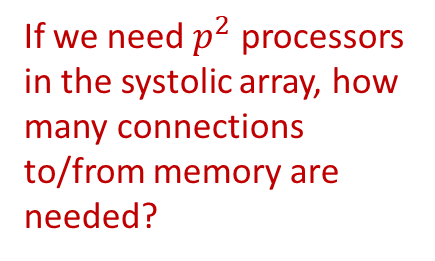 If we need p² processors
in the systolic array, how
many connections
to/from memory are
needed?